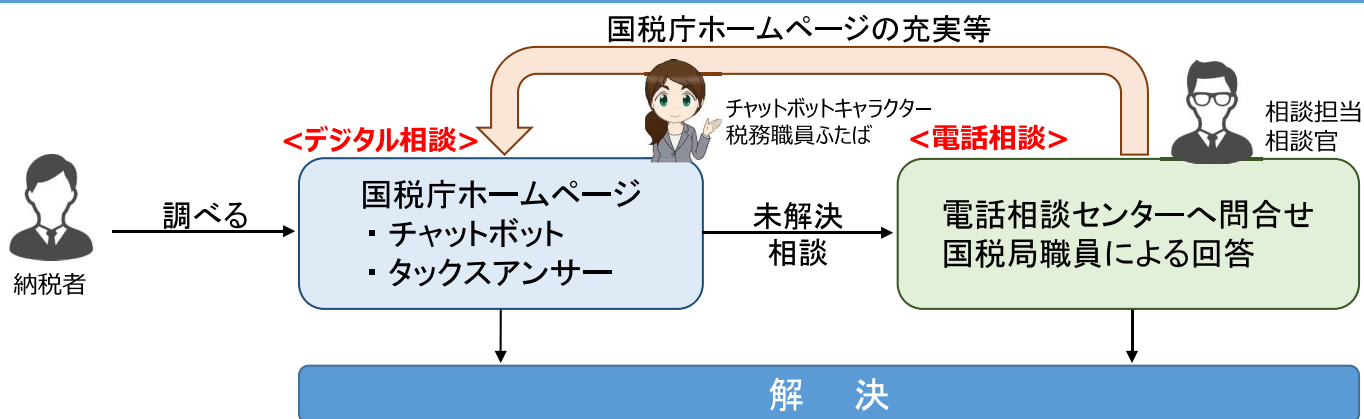 国税庁ホームページの充実等
チャットボットキャラクター
税務職員ふたば
相談担当
相談官
<デジタル相談>
<電話相談>
納税者
調べる
国税庁ホームページ
・チャットボット
・タックスアンサー
未解決
相談
電話相談センターへ問合せ
国税局職員による回答
解　決